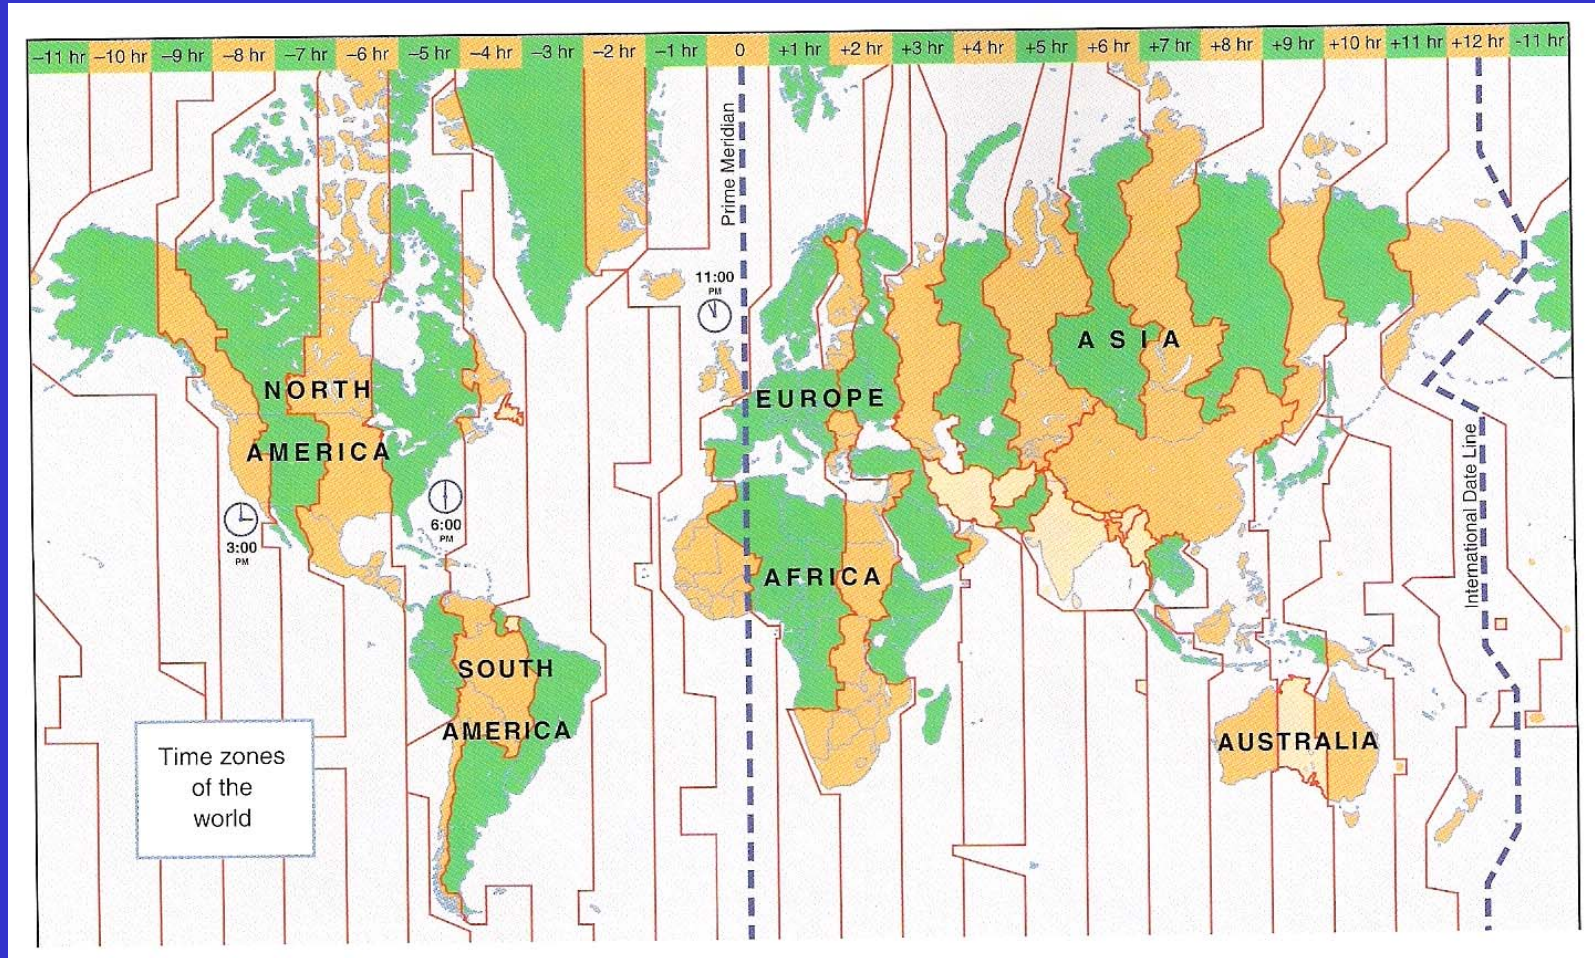 –11 hr –10 hr –9 hr –8 hr –7 hr –6 hr –5 hr –4 hr –3 hr –2 hr –1 hr 0 +1 hr +2 hr +3 hr +4 hr +5 hr +6 hr +7 hr +8 hr +9 hr +10 hr +11 hr +12 hr -11 hr
Prime Meridian
11:00
PM
NORTH
AMERICA
EUROPE
ASIA
3:00
PM
6:00
PM
AFRICA
International Date Line
SOUTH
AMERICA
AUSTRALIA
Time zones
of the
world